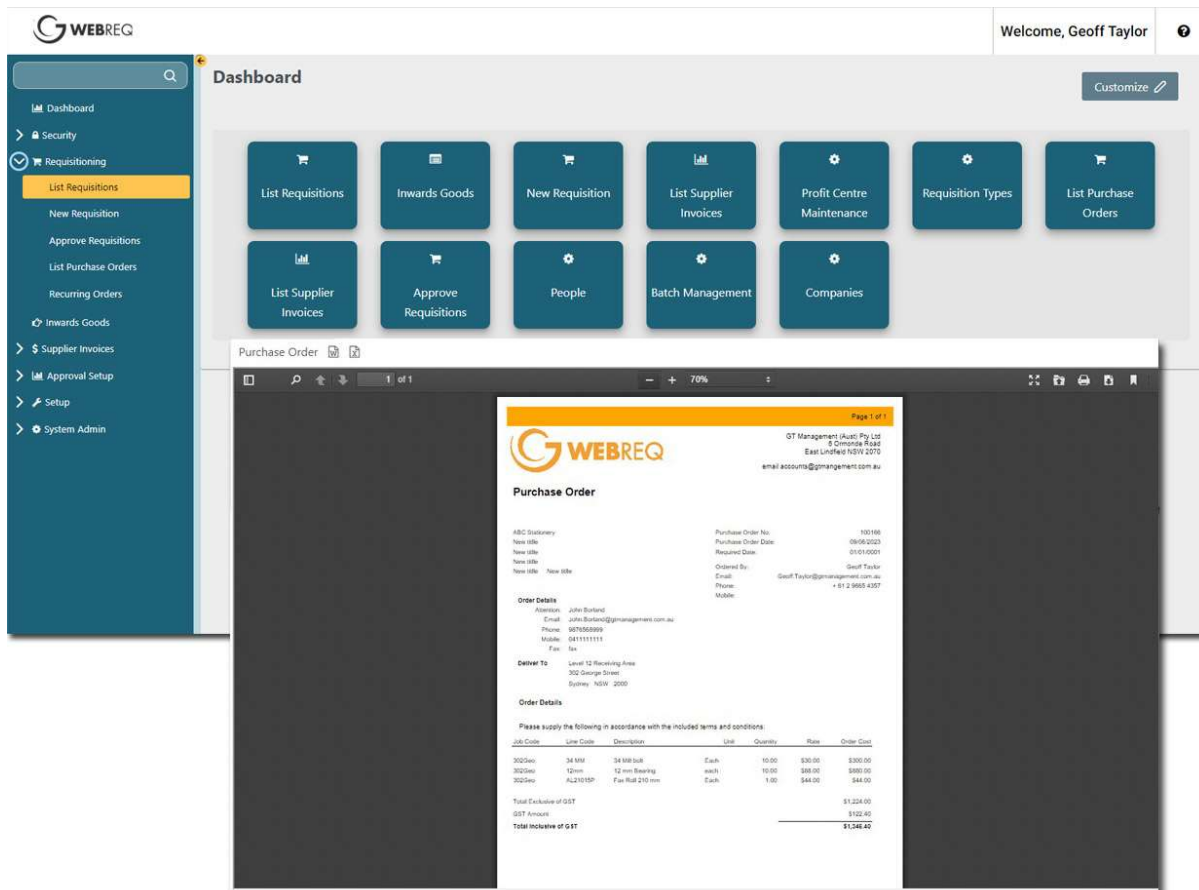 WEBREQ
Welcome, Geoff Taylor
Dashboard
Customize
Dashboard
Security
Requisitioning
List Requisitions
New Requisition
Approve Requisitions
List Purchase Orders
Recurring Orders
Inwards Goods
$ Supplier Invoices
Approval Setup
Setup
System Admin
List Requisitions
Inwards Goods
New Requisition
List Supplier
Invoices
Profit Centre
Maintenance
Requisition Types
List Purchase
Orders
List Supplier
Invoices
Approve
Requisitions
People
Batch Management
Companies
Purchase Order
1 of 1
70%
Page 1 of 1
WEBREQ
GT Management (Aust) Pty Ltd
6 Ormonde Road
East Lindfield NSW 2070
email accounts@gtmangement.com.au
Purchase Order
ABC Stationery
New title
New title
New title
New title New title
Purchase Order No: 100166
Purchase Order Date: 09/06/2023
Required Date: 01/01/0001
Ordered By: Geoff Taylor
Email: Geoff.Taylor@gtmanagement.com.au
Phone: + 61 2 9665 4357
Mobile:
Order Details
Attention: John Borland
Email: John.Borland@gtmanagement.com.au
Phone: 9876568999
Mobile: 0411111111
Fax: fax
Deliver To Level 12 Receiving Area
302 George Street
Sydney NSW 2000
Order Details
Please supply the following in accordance with the included terms and conditions:
Job Code Line Code Description Unit Quantity Rate Order Cost
302Geo 34 MM 34 MM bolt Each 10.00 $30.00 $300.00
302Geo 12mm 12 mm Bearing each 10.00 $88.00 $880.00
302Geo AL21015P Fax Roll 210 mm Each 1.00 $44.00 $44.00
Total Exclusive of GST $1,224.00
GST Amount $122.40
Total Inclusive of GST $1,346.40